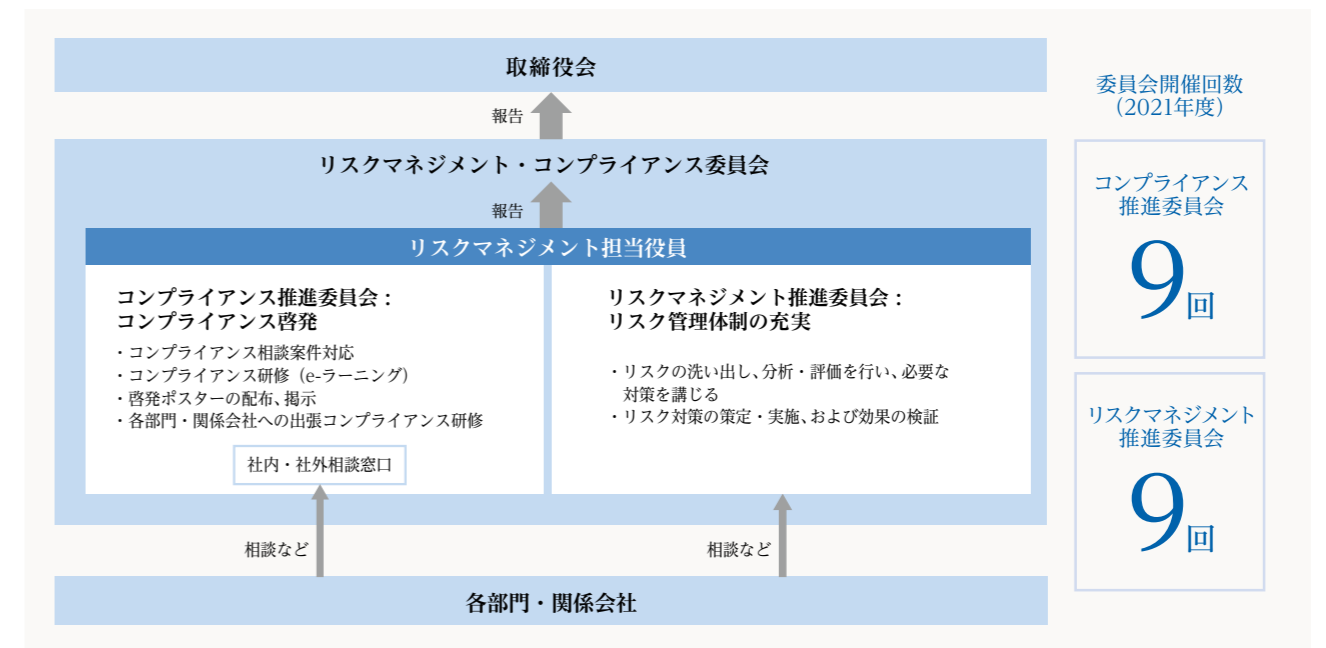 取締役会
報告
リスクマネジメント・コンプライアンス委員会
報告
リスクマネジメント担当役員
コンプライアンス推進委員会：
コンプライアンス啓発
・コンプライアンス相談案件対応
・コンプライアンス研修（e-ラーニング）
・啓発ポスターの配布、掲示
・各部門・関係会社への出張コンプライアンス研修
社内・社外相談窓口
リスクマネジメント推進委員会：
リスク管理体制の充実
・リスクの洗い出し、分析・評価を行い、必要な
対策を講じる
・リスク対策の策定・実施、および効果の検証
相談など
相談など
各部門・関係会社
委員会開催回数
（2021年度）
コンプライアンス
推進委員会
9回
リスクマネジメント
推進委員会
9回